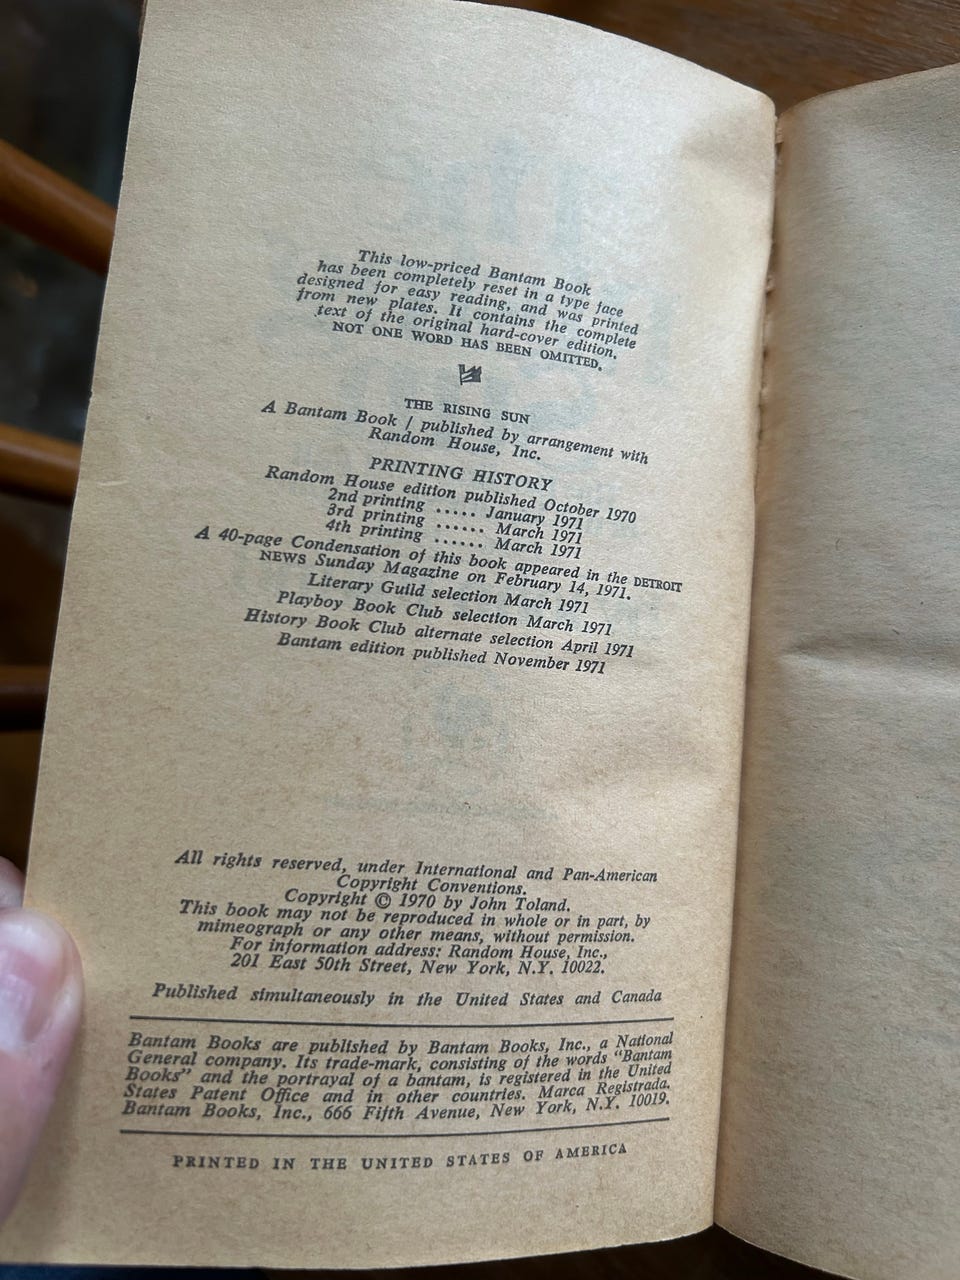 This low-priced Bantam Book
has been completely reset in a type face
designed for easy reading, and was printed
from new plates. It contains the complete
text of the original hard-cover edition.
NOT ONE WORD HAS BEEN OMITTED.
THE RISING SUN
A Bantam Book / published by arrangement with
Random House, Inc.
PRINTING HISTORY
Random House edition published October 1970
2nd printing ..... January 1971
3rd printing ...... March 1971
4th printing ...... March 1971
A 40-page Condensation of this book appeared in the DETROIT
NEWS Sunday Magazine on February 14, 1971.
Literary Guild selection March 1971
Playboy Book Club selection March 1971
History Book Club alternate selection April 1971
Bantam edition published November 1971
All rights reserved, under International and Pan-American
Copyright Conventions.
Copyright © 1970 by John Toland.
This book may not be reproduced in whole or in part, by
mimeograph or any other means, without permission.
For information address: Random House, Inc.,
201 East 50th Street, New York, N.Y. 10022.
Published simultaneously in the United States and Canada
Bantam Books are published by Bantam Books, Inc., a National
General company. Its trade-mark, consisting of the words "Bantam
Books" and the portrayal of a bantam, is registered in the United
States Patent Office and in other countries. Marca Registrada.
Bantam Books, Inc., 666 Fifth Avenue, New York, N.Y. 10019.
PRINTED IN THE UNITED STATES OF AMERICA